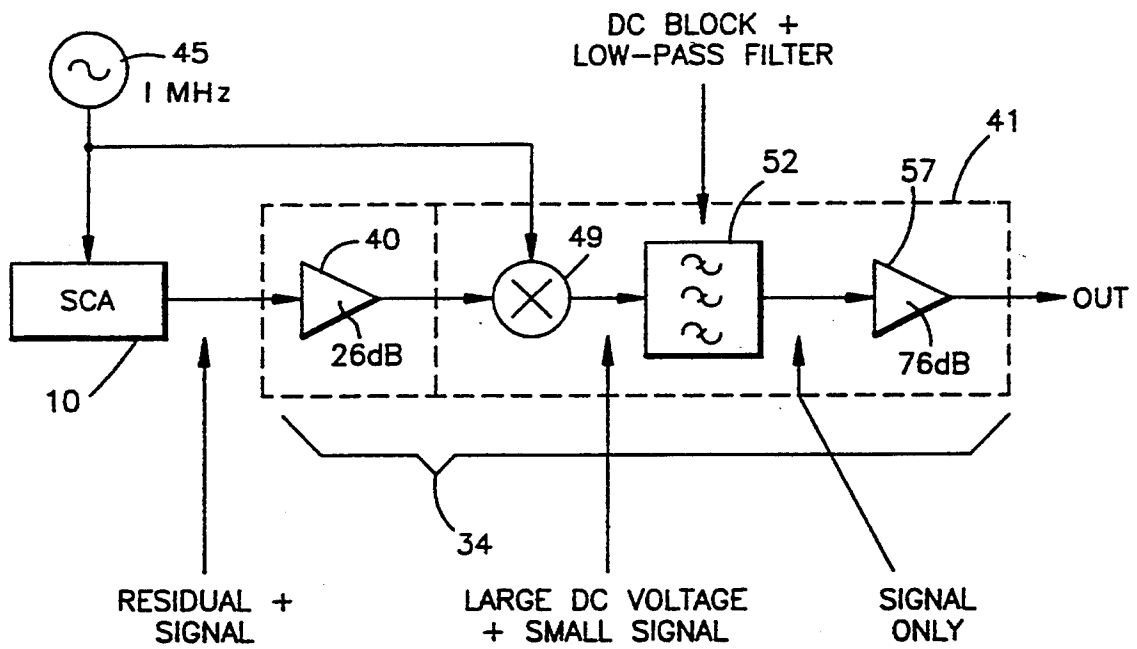 DC BLOCK +
LOW-PASS FILTER
45
1 MHz
41
52
57
40
49
SCA
OUT
26dB
76dB
10
34
RESIDUAL +
SIGNAL
LARGE DC VOLTAGE
+ SMALL SIGNAL
SIGNAL
ONLY